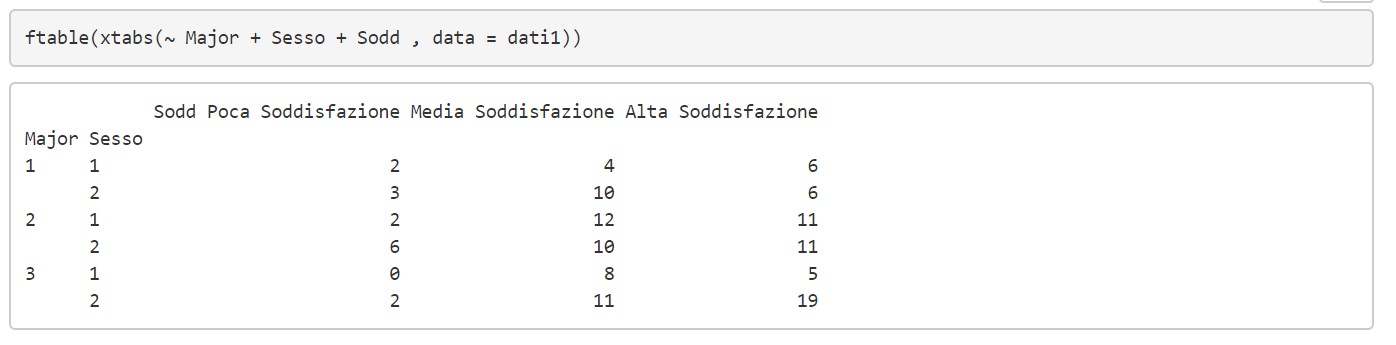 ftable(xtabs(~ Major + Sesso + Sodd , data = dati1))
Sodd Poca Soddisfazione Media Soddisfazione Alta Soddisfazione
Major Sesso
1 1 2 4 6
2 3 10 6
2 1 2 12 11
2 6 10 11
3 1 0 8 5
2 2 11 19